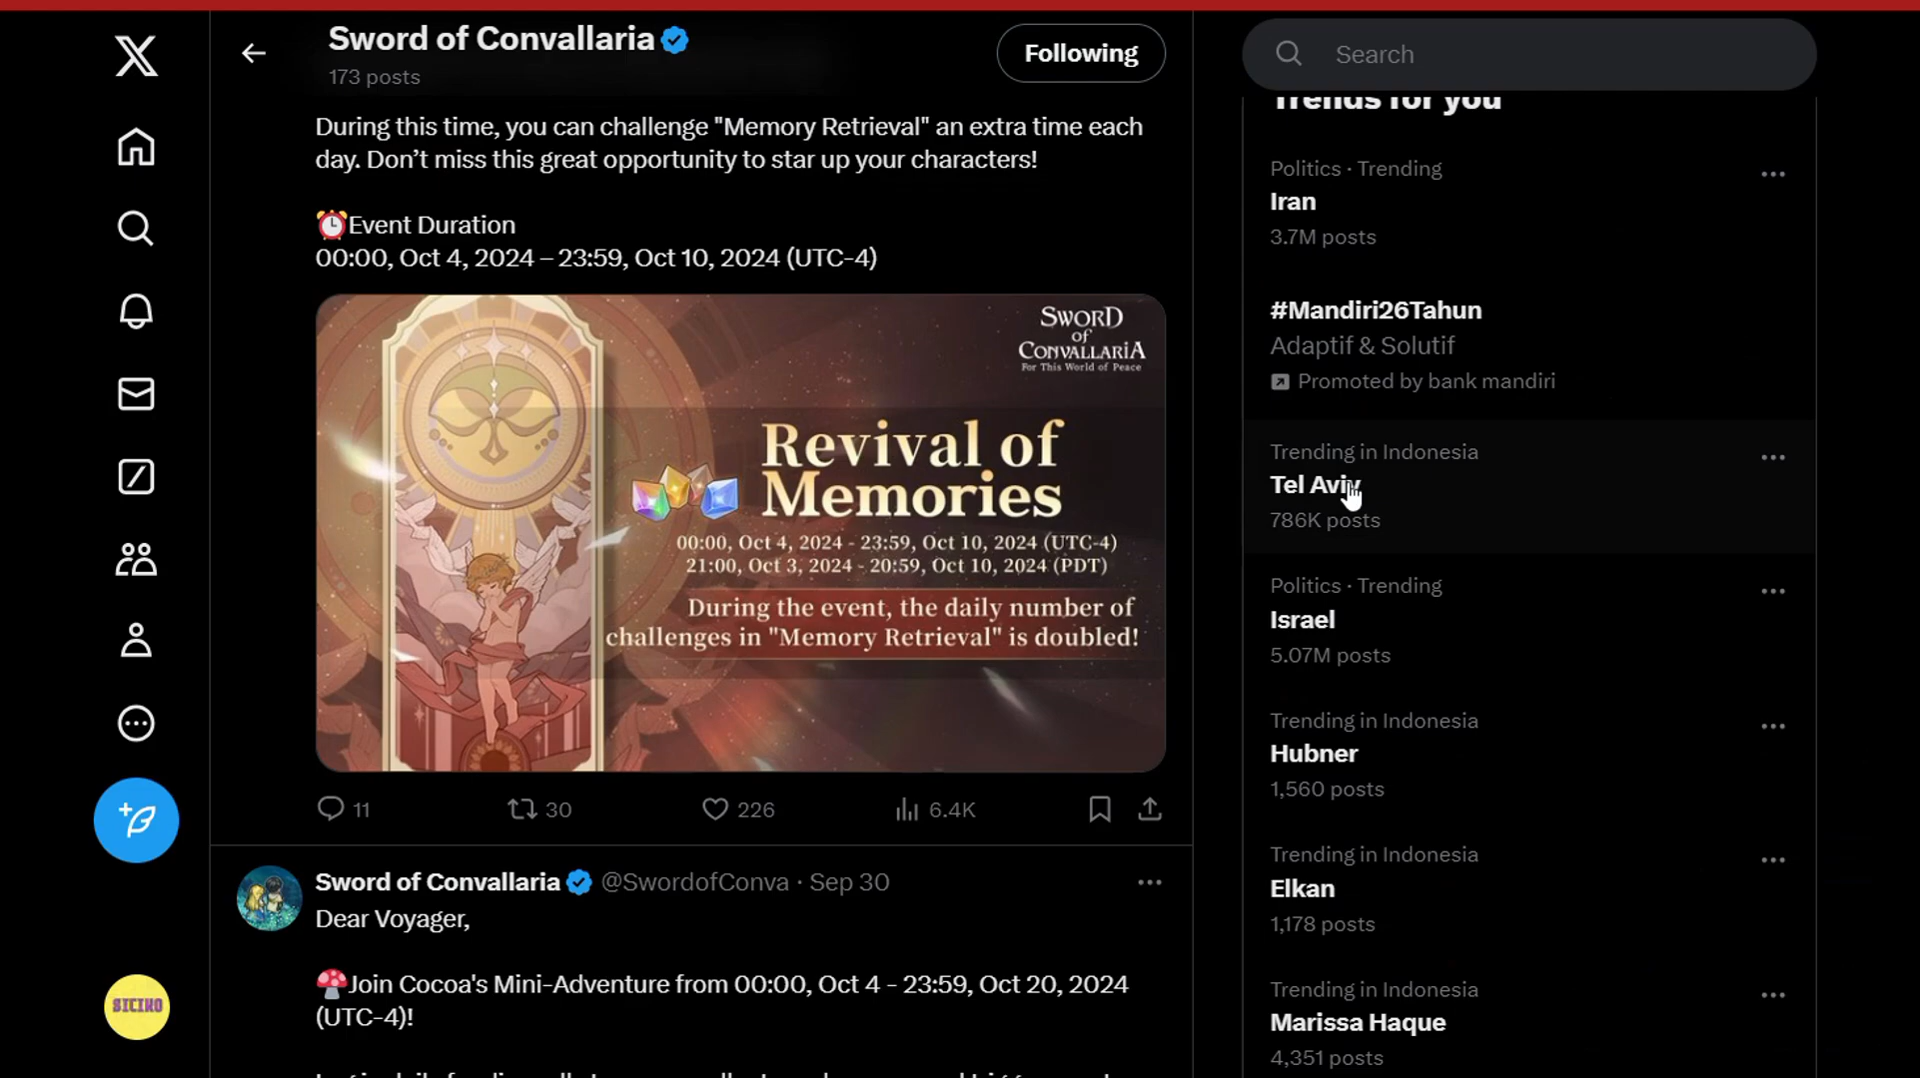 Sword of Convallaria
173 posts
Following
During this time, you can challenge "Memory Retrieval" an extra time each
day. Don’t miss this great opportunity to star up your characters!
⏰Event Duration
00:00, Oct 4, 2024 – 23:59, Oct 10, 2024 (UTC-4)
SWORD
of
CONVALLARIA
For This World of Peace
Revival of
Memories
00:00, Oct 4, 2024 - 23:59, Oct 10, 2024 (UTC-4)
21:00, Oct 3, 2024 - 20:59, Oct 10, 2024 (PDT)
During the event, the daily number of
challenges in "Memory Retrieval" is doubled!
11 30 226 6.4K
Sword of Convallaria @SwordofConva · Sep 30
Dear Voyager,
🍄Join Cocoa's Mini-Adventure from 00:00, Oct 4 - 23:59, Oct 20, 2024
(UTC-4)!
SICIKO
Search
Trends for you
Politics · Trending
Iran
3.7M posts
#Mandiri26Tahun
Adaptif & Solutif
Promoted by bank mandiri
Trending in Indonesia
Tel Aviv
786K posts
Politics · Trending
Israel
5.07M posts
Trending in Indonesia
Hubner
1,560 posts
Trending in Indonesia
Elkan
1,178 posts
Trending in Indonesia
Marissa Haque
4,351 posts